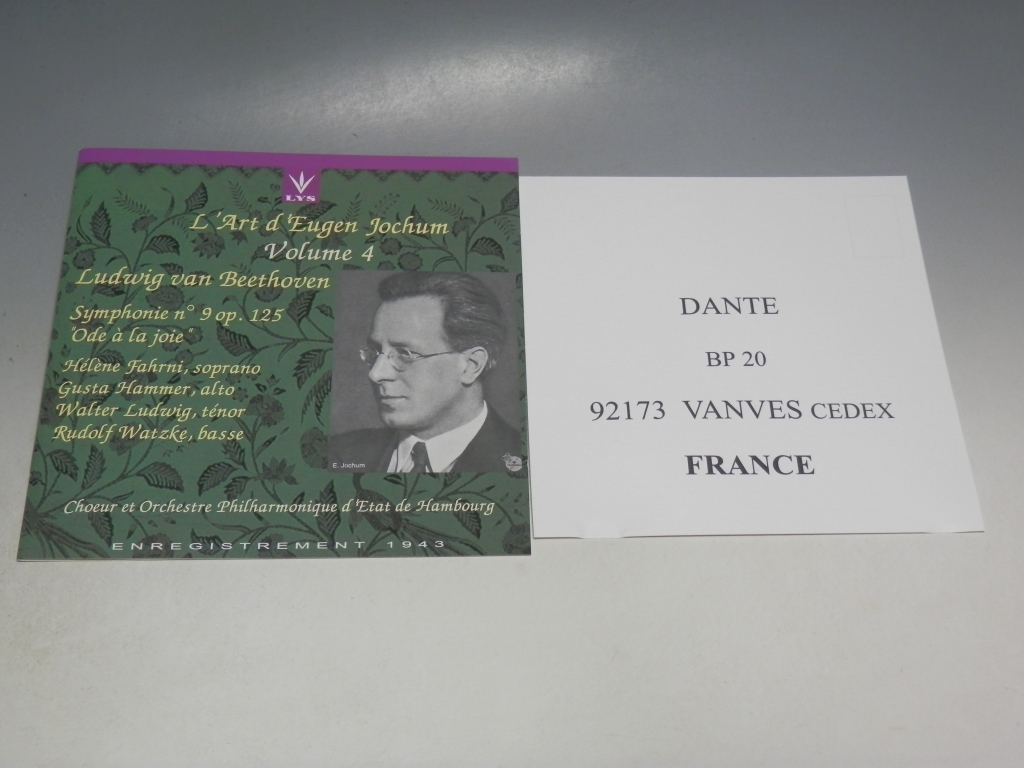 LYS
L'Art d'Eugen Jochum
Volume 4
Ludwig van Beethoven
Symphonie n° 9 op. 125
"Ode à la joie"
Hélène Fahrni, soprano
Gusta Hammer, alto
Walter Ludwig, ténor
Rudolf Watzke, basse
E. Jochum
Choeur et Orchestre Philharmonique d'Etat de Hambourg
ENREGISTREMENT 1943
DANTE
BP 20
92173 VANVES CEDEX
FRANCE